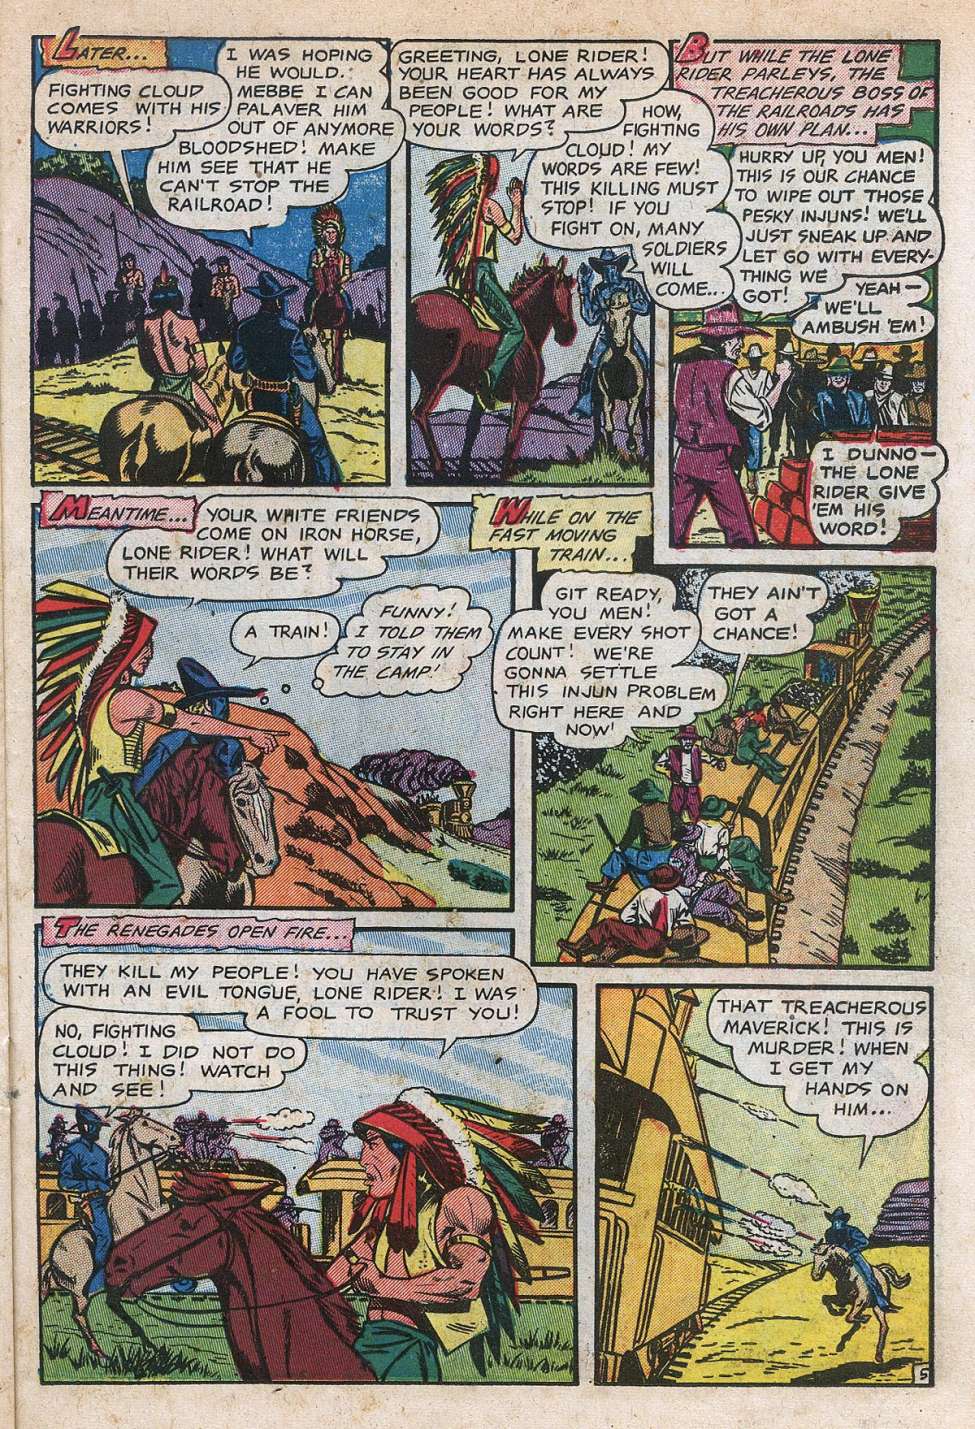 LATER...
FIGHTING CLOUD
COMES WITH HIS
WARRIORS!
I WAS HOPING
HE WOULD.
MEBBE I CAN
PALAVER HIM
OUT OF ANYMORE
BLOODSHED! MAKE
HIM SEE THAT HE
CAN'T STOP THE
RAILROAD!
GREETING, LONE RIDER!
YOUR HEART HAS ALWAYS
BEEN GOOD FOR MY
PEOPLE! WHAT ARE
YOUR WORDS?
HOW,
FIGHTING
CLOUD! MY
WORDS ARE FEW!
THIS KILLING MUST
STOP! IF YOU
FIGHT ON, MANY
SOLDIERS
WILL
COME...
BUT WHILE THE LONE
RIDER PARLEYS, THE
TREACHEROUS BOSS OF
THE RAILROADS HAS
HIS OWN PLAN...
HURRY UP, YOU MEN!
THIS IS OUR CHANCE
TO WIPE OUT THOSE
PESKY INJUNS! WE'LL
JUST SNEAK UP AND
LET GO WITH EVERY-
THING WE
GOT!
YEAH—
WE'LL
AMBUSH 'EM!
I DUNNO—
THE LONE
RIDER GIVE
'EM HIS
WORD!
MEANTIME...
YOUR WHITE FRIENDS
COME ON IRON HORSE,
LONE RIDER! WHAT WILL
THEIR WORDS BE?
A TRAIN!
FUNNY!
I TOLD THEM
TO STAY IN
THE CAMP!
WHILE ON THE
FAST MOVING
TRAIN...
GIT READY,
YOU MEN!
MAKE EVERY SHOT
COUNT! WE'RE
GONNA SETTLE
THIS INJUN PROBLEM
RIGHT HERE AND
NOW!
THEY AIN'T
GOT A
CHANCE!
THE RENEGADES OPEN FIRE...
THEY KILL MY PEOPLE! YOU HAVE SPOKEN
WITH AN EVIL TONGUE, LONE RIDER! I WAS
A FOOL TO TRUST YOU!
NO, FIGHTING
CLOUD! I DID NOT DO
THIS THING! WATCH
AND SEE!
THAT TREACHEROUS
MAVERICK! THIS IS
MURDER! WHEN
I GET MY
HANDS ON
HIM...
5